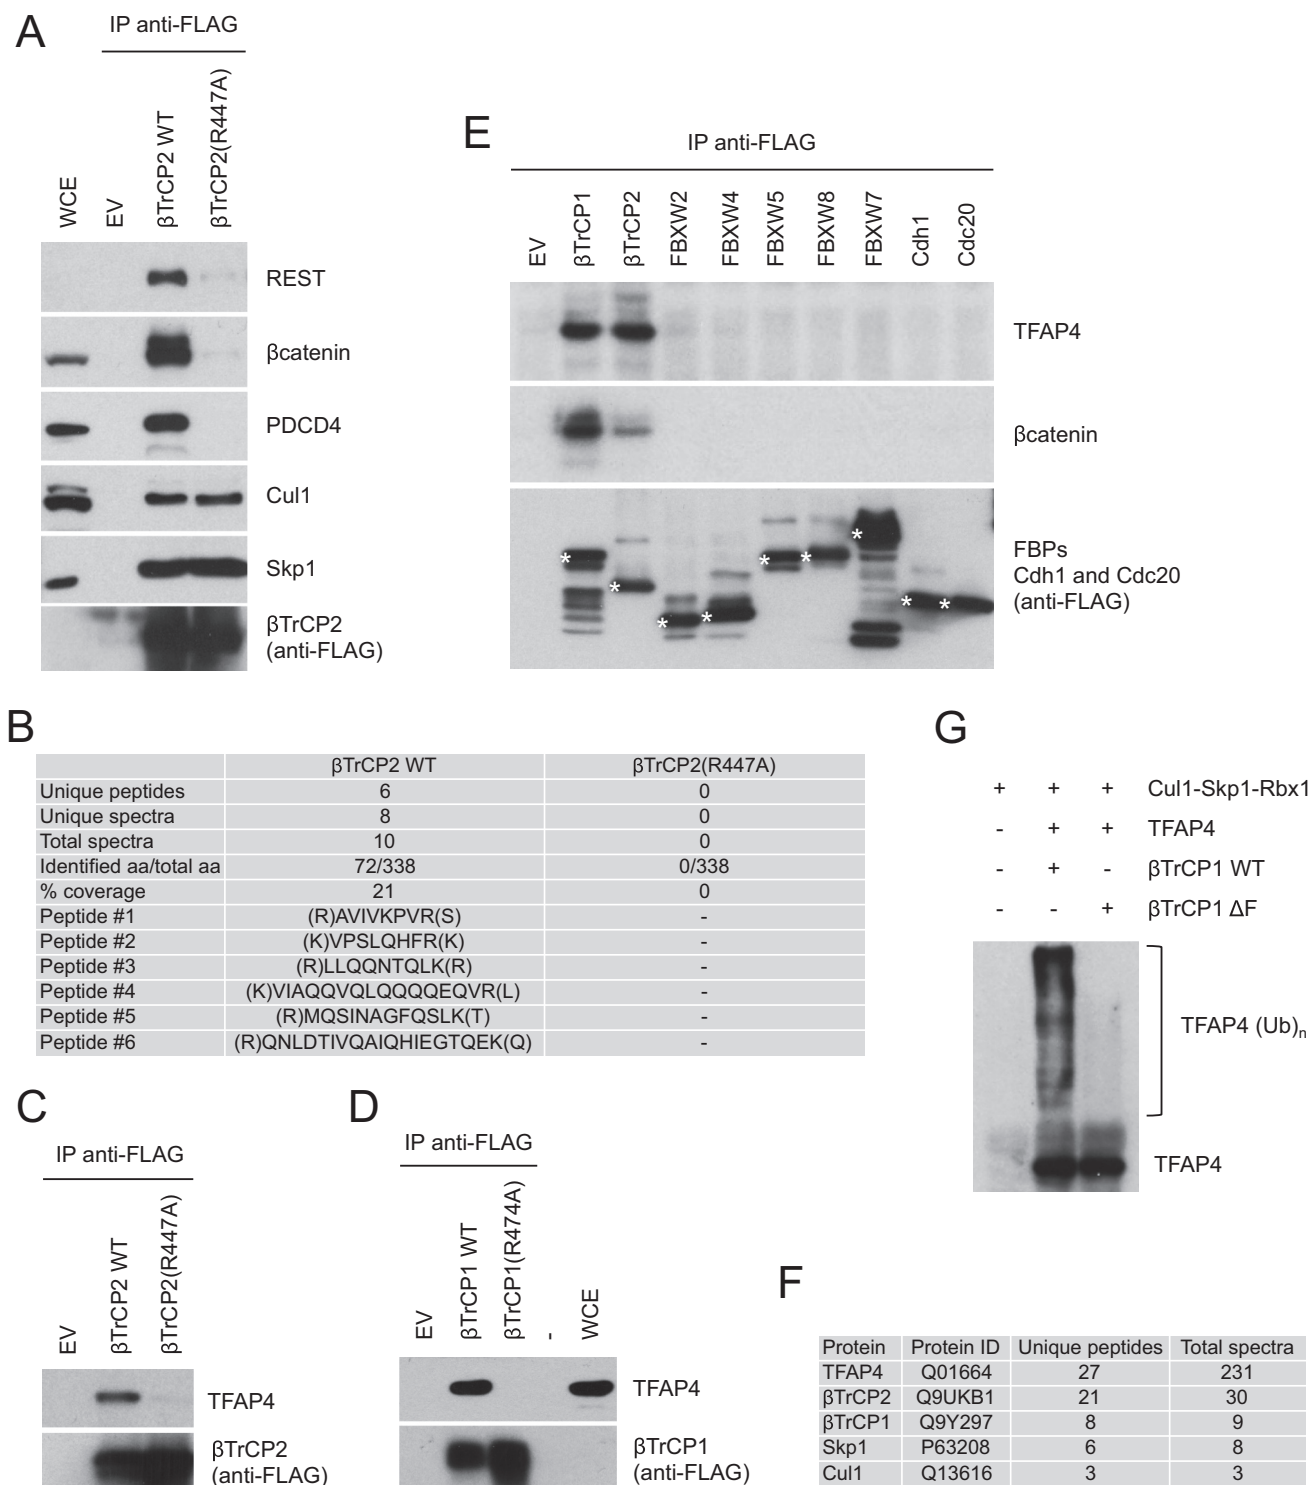 A
IP anti-FLAG
WCE
EV
βTrCP2 WT
βTrCP2(R447A)
REST
βcatenin
PDCD4
Cul1
Skp1
βTrCP2
(anti-FLAG)
E
IP anti-FLAG
EV
βTrCP1
βTrCP2
FBXW2
FBXW4
FBXW5
FBXW8
FBXW7
Cdh1
Cdc20
TFAP4
βcatenin
* * * * * * * * *
FBPs
Cdh1 and Cdc20
(anti-FLAG)
B
βTrCP2 WT βTrCP2(R447A)
Unique peptides 6 0
Unique spectra 8 0
Total spectra 10 0
Identified aa/total aa 72/338 0/338
% coverage 21 0
Peptide #1 (R)AVIVKPVR(S) -
Peptide #2 (K)VPSLQHFR(K) -
Peptide #3 (R)LLQQNTQLK(R) -
Peptide #4 (K)VIAQQVQLQQQQEQVR(L) -
Peptide #5 (R)MQSINAGFQSLK(T) -
Peptide #6 (R)QNLDTIVQAIQHIEGTQEK(Q) -
G
+ + + Cul1-Skp1-Rbx1
- + + TFAP4
- + - βTrCP1 WT
- - + βTrCP1 ΔF
TFAP4 (Ub)n
TFAP4
C
IP anti-FLAG
EV
βTrCP2 WT
βTrCP2(R447A)
TFAP4
βTrCP2
(anti-FLAG)
D
IP anti-FLAG
EV
βTrCP1 WT
βTrCP1(R474A)
-
WCE
TFAP4
βTrCP1
(anti-FLAG)
F
Protein Protein ID Unique peptides Total spectra
TFAP4 Q01664 27 231
βTrCP2 Q9UKB1 21 30
βTrCP1 Q9Y297 8 9
Skp1 P63208 6 8
Cul1 Q13616 3 3